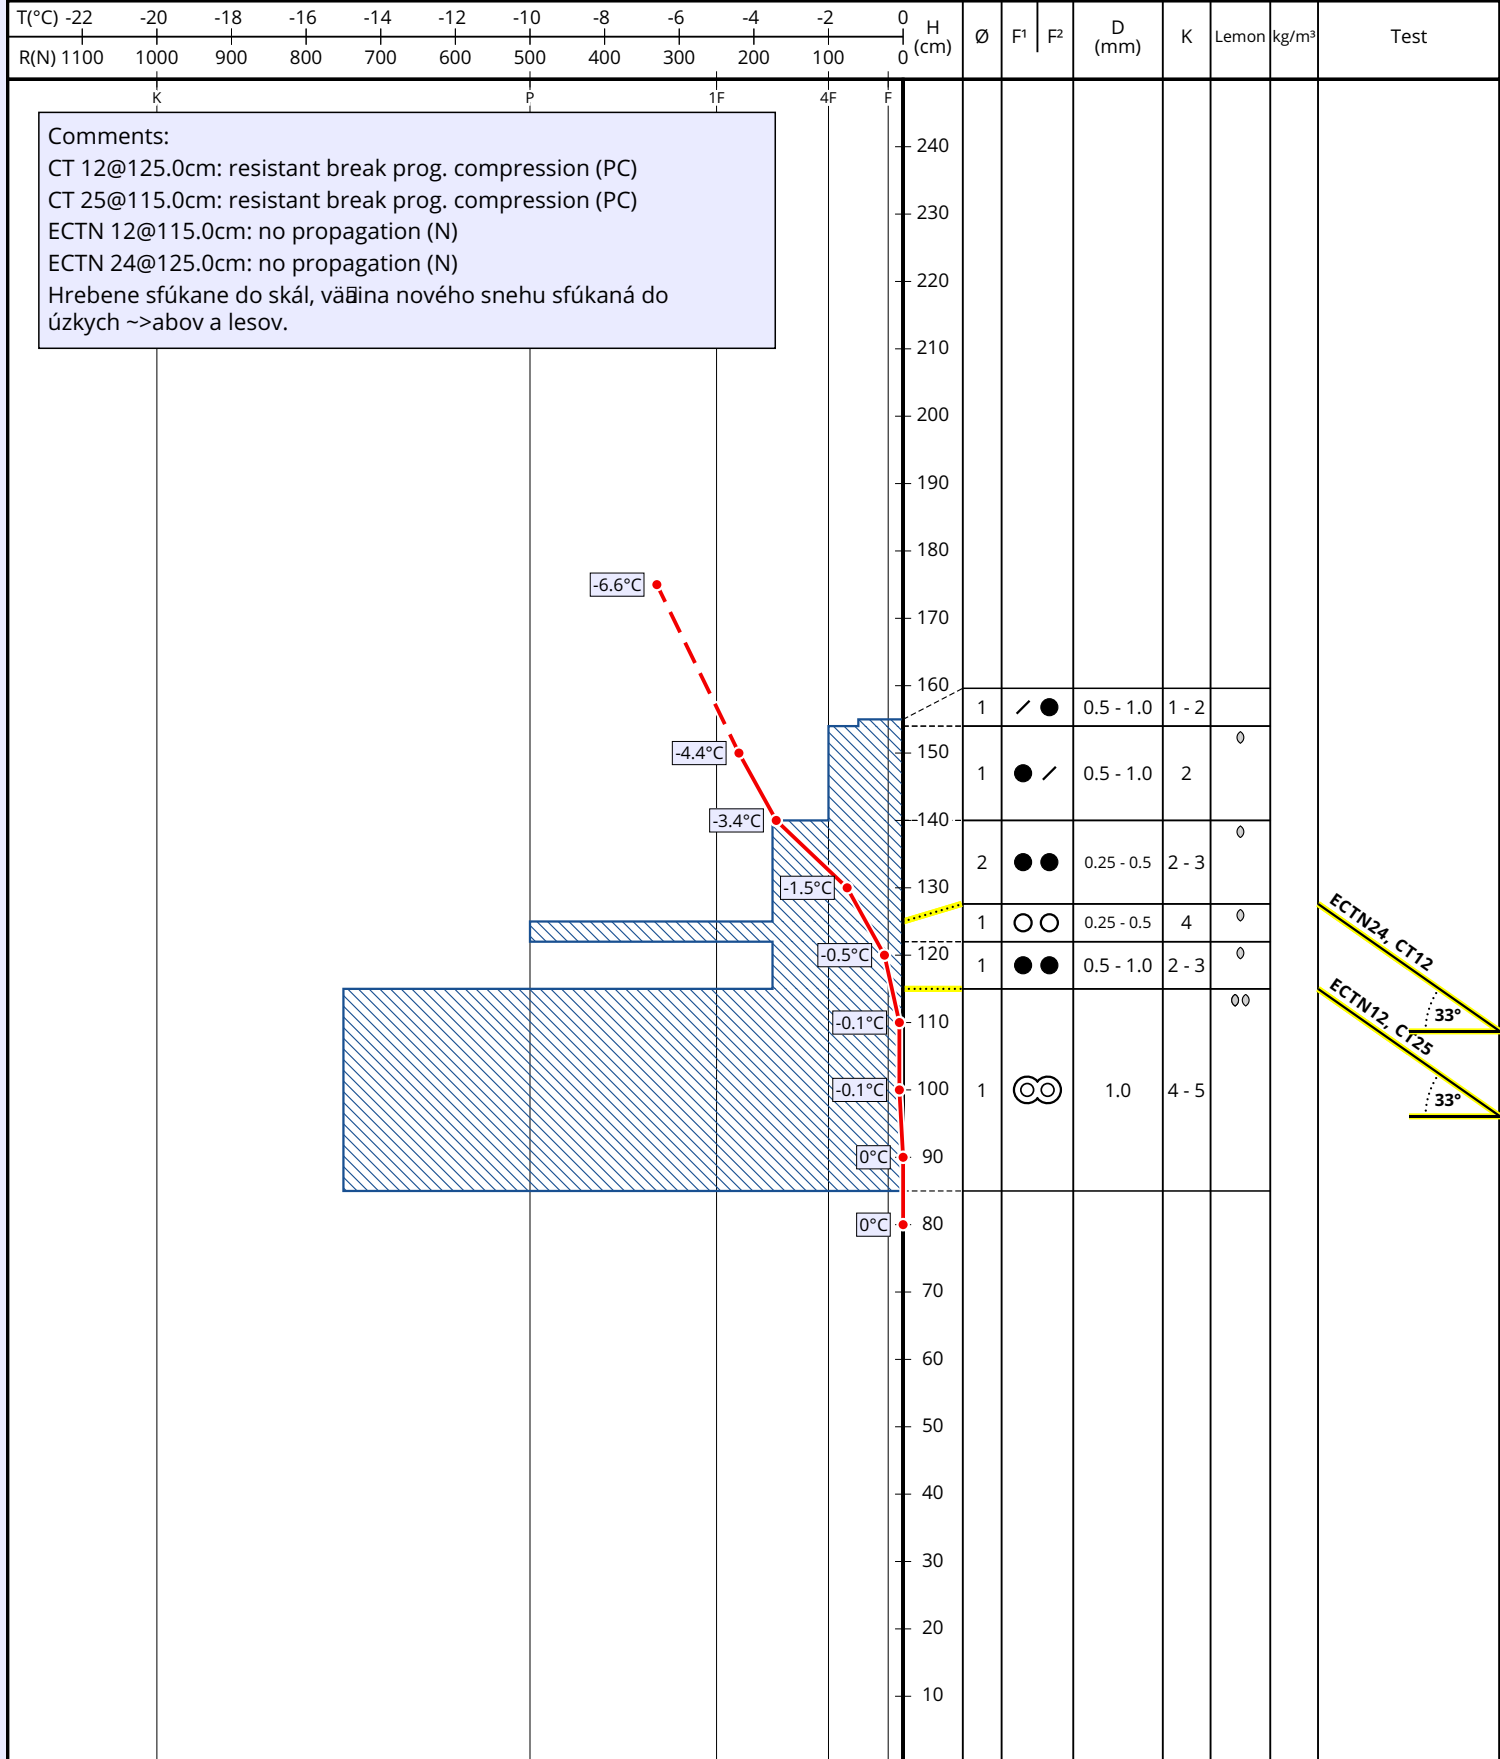 T(°C) -22 -20 -18 -16 -14 -12 -10 -8 -6 -4 -2 0
R(N) 1100 1000 900 800 700 600 500 400 300 200 100 0
H (cm) Ø F¹ F² D (mm) K Lemon kg/m³ Test
K P 1F 4F F
Comments:
CT 12@125.0cm: resistant break prog. compression (PC)
CT 25@115.0cm: resistant break prog. compression (PC)
ECTN 12@115.0cm: no propagation (N)
ECTN 24@125.0cm: no propagation (N)
Hrebene sfúkane do skál, nového snehu sfúkaná do
úzkych ~>abov a lesov.
240
230
220
210
200
190
180
-6.6°C
170
160
1 0.5 - 1.0 1 - 2
-4.4°C 150
1 0.5 - 1.0 2
-3.4°C 140
2 0.25 - 0.5 2 - 3
-1.5°C 130
1 0.25 - 0.5 4
ECTN24, CT12
-0.5°C 120
1 0.5 - 1.0 2 - 3
33°
-0.1°C 110
ECTN12, CT25
-0.1°C 100
1 1.0 4 - 5
33°
0°C 90
0°C 80
70
60
50
40
30
20
10